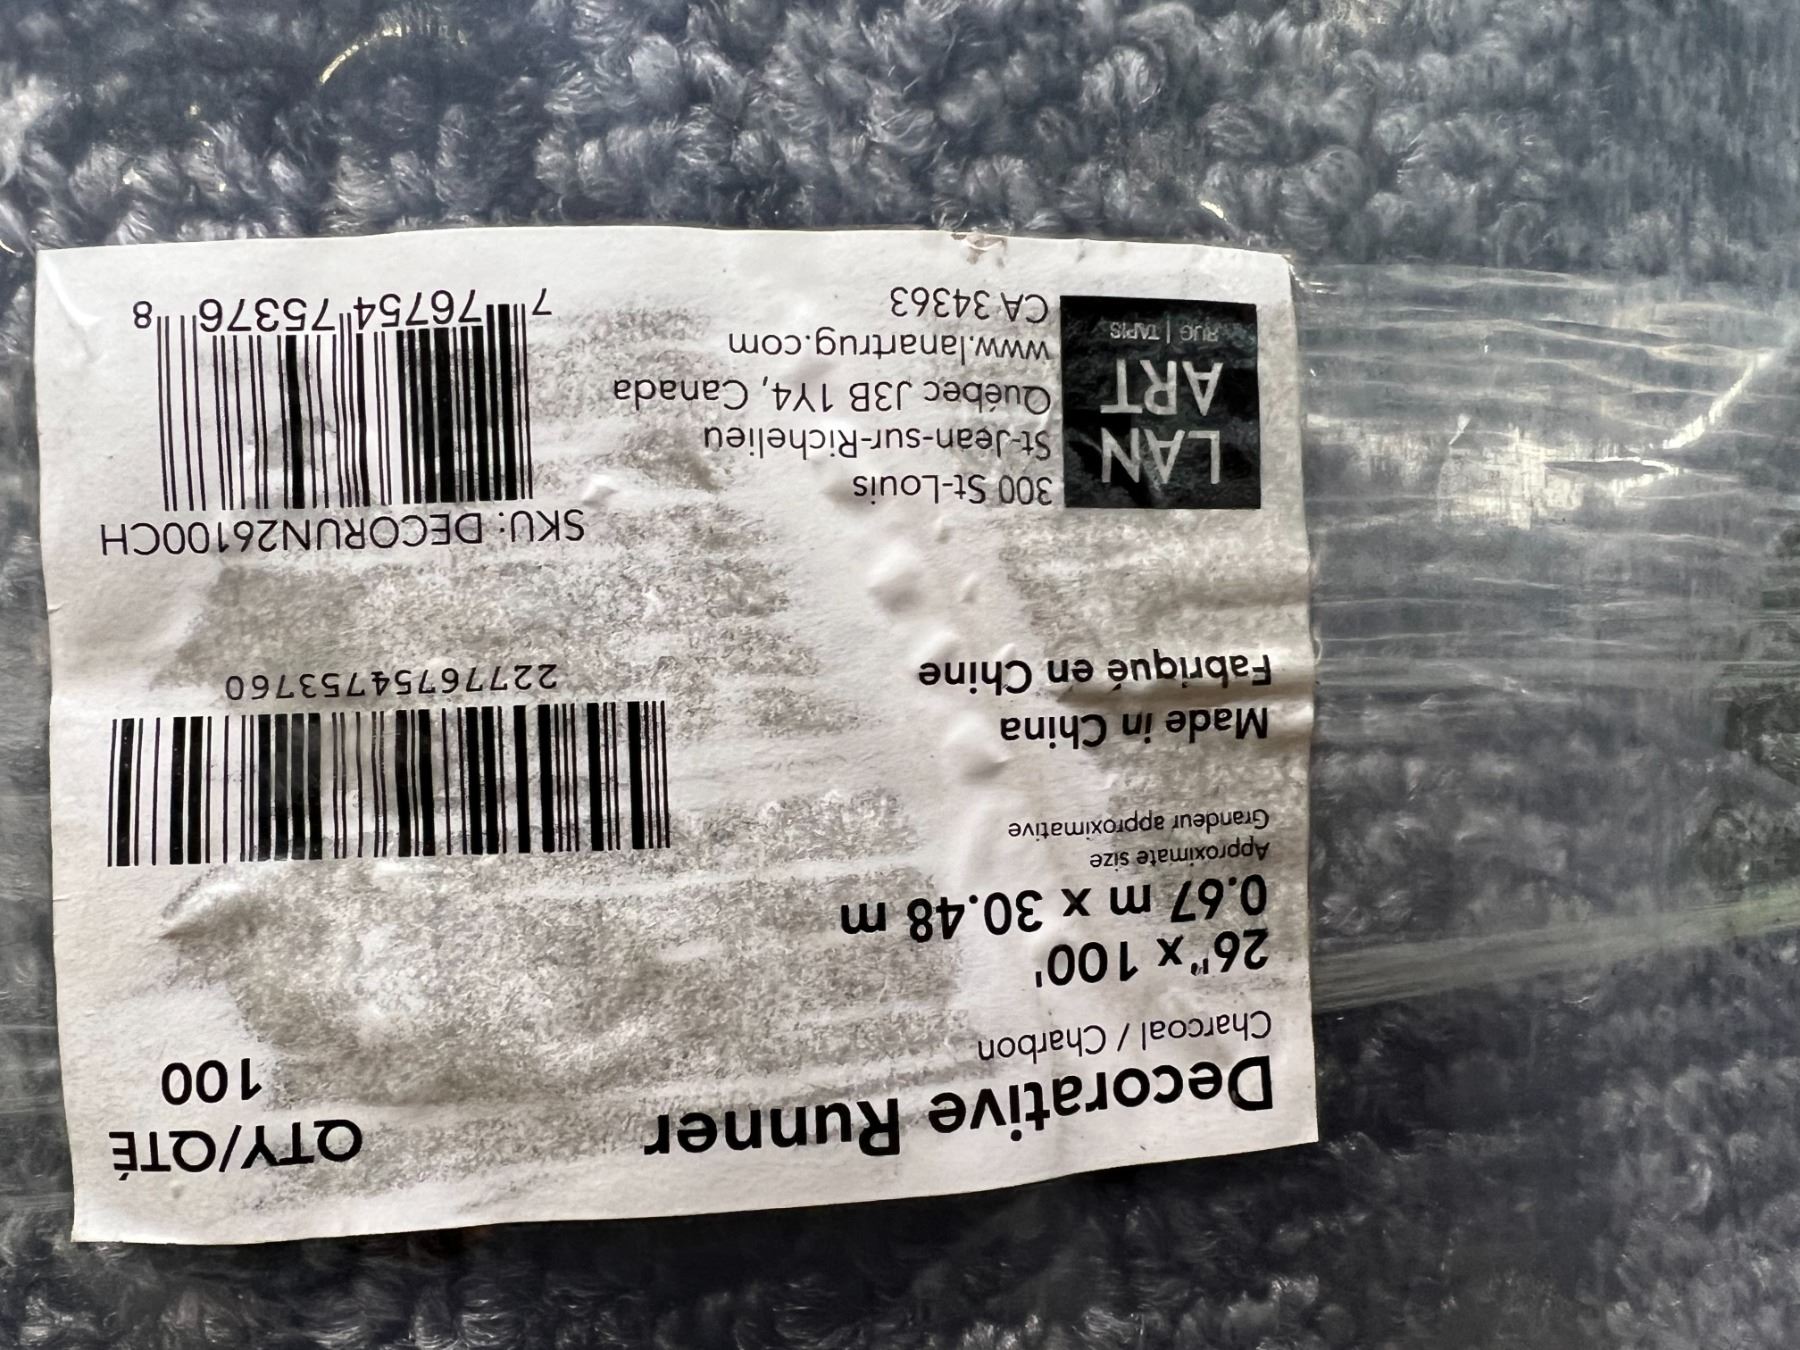 Decorative Runner
Charcoal / Charbon
QTY/QTÉ
100
26"x 100'
0.67 m x 30.48 m
Approximate size
Grandeur approximative
22776754753760
Made in China
Fabriqué en Chine
SKU: DECORUN26100CH
7 76754 75376 8
LAN
ART
RUG | TAPIS
300 St-Louis
St-Jean-sur-Richelieu
Québec J3B 1Y4, Canada
www.lanartrug.com
CA 34363